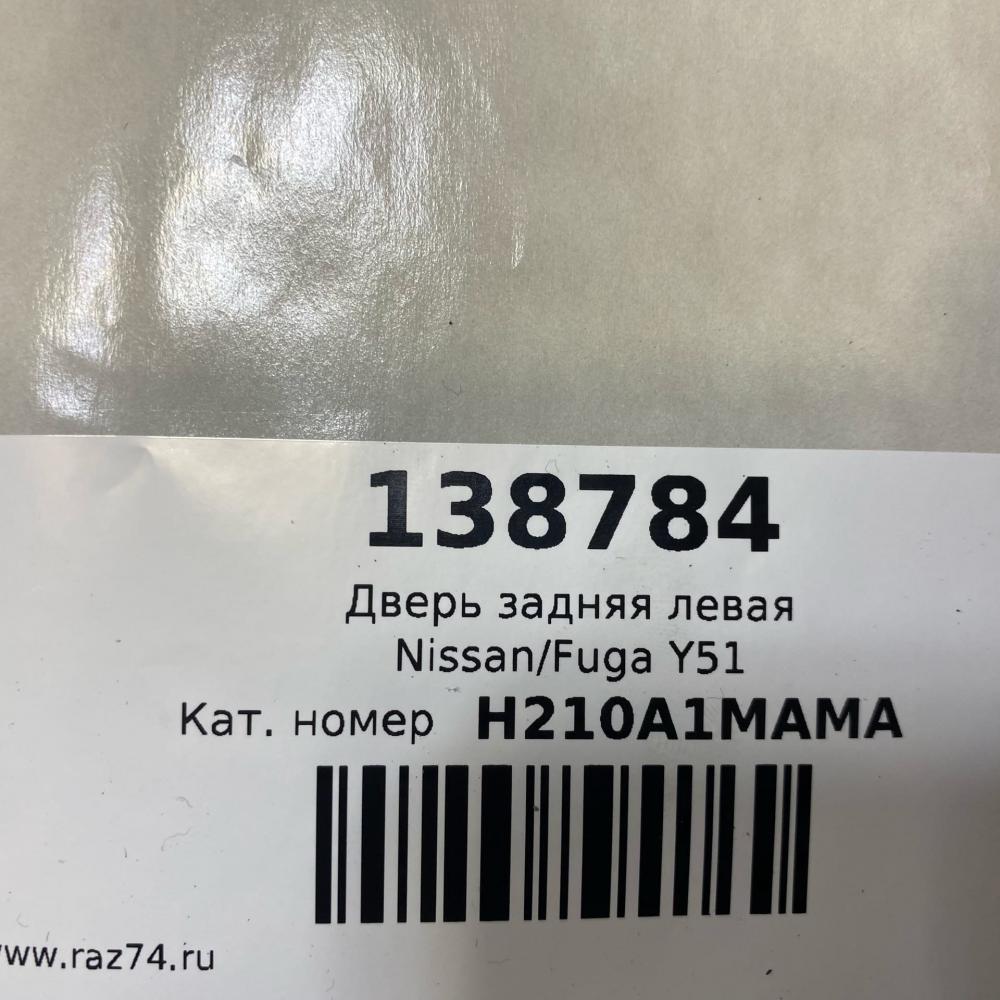 138784
Дверь задняя левая
Nissan/Fuga Y51
Кат. номер H210A1MAMA
www.raz74.ru